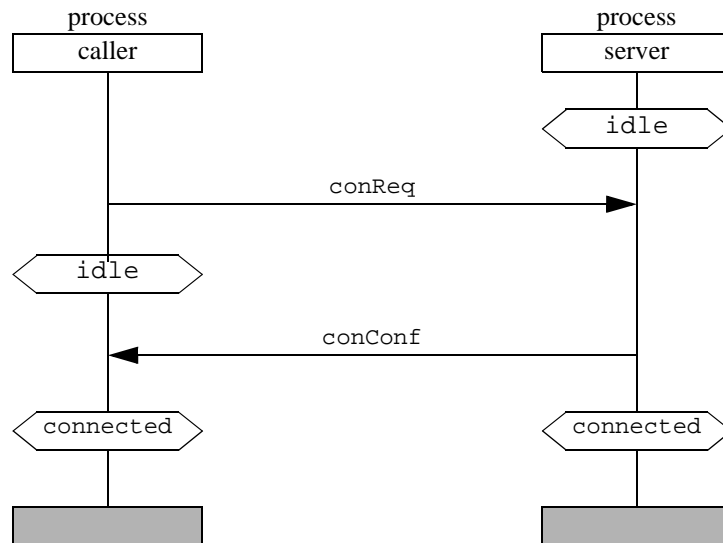 process
process
caller
server
idle
conReq
idle
conConf
connected
connected